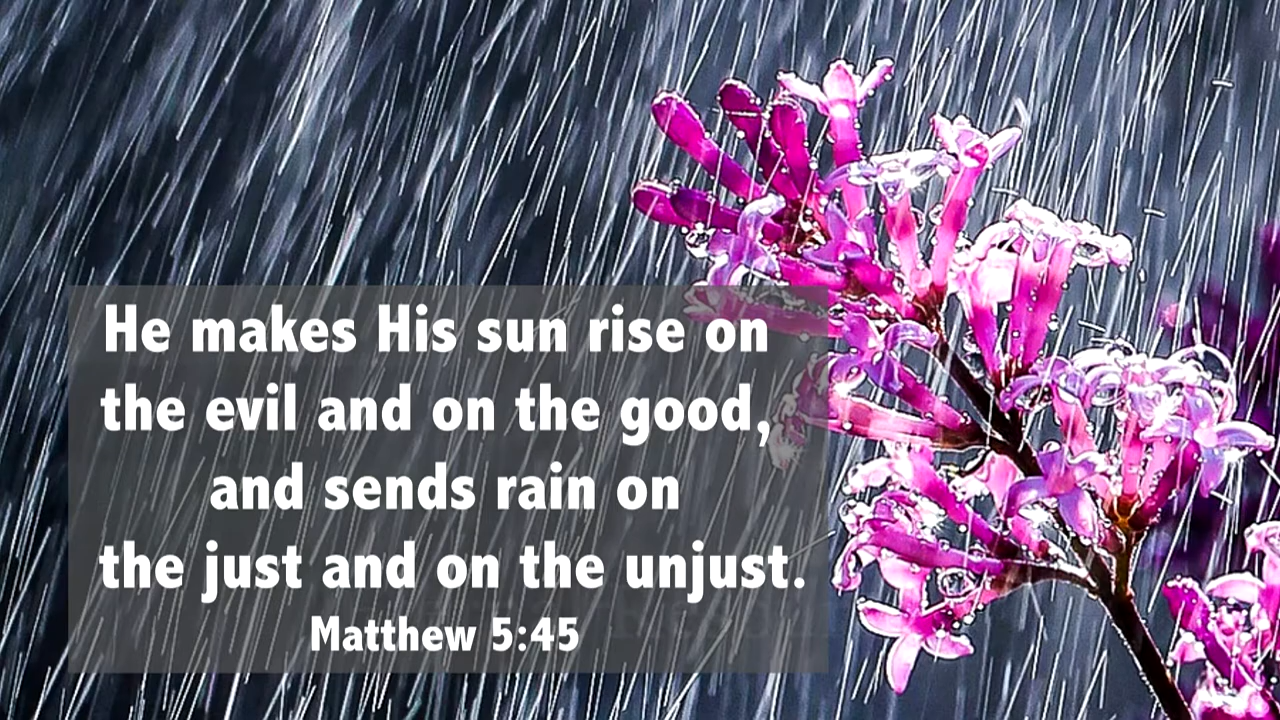 He makes His sun rise on
the evil and on the good,
and sends rain on
the just and on the unjust.
Matthew 5:45